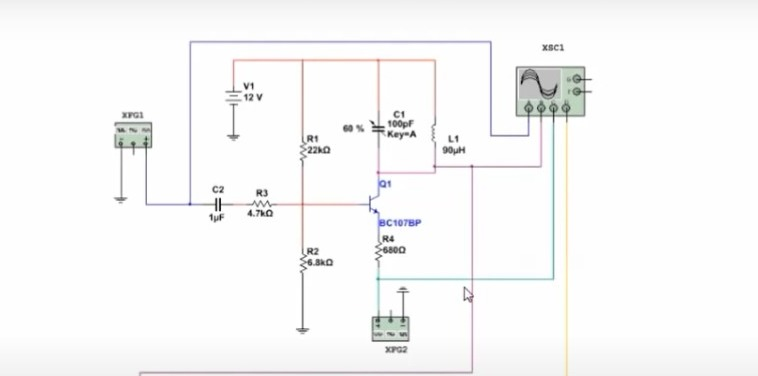 XSC1
V1
12 V
XFG1
C1
60 %
100pF
Key=A
R1
22kΩ
L1
90µH
Q1
C2
R3
1µF
4.7kΩ
BC107BP
R4
680Ω
R2
6.8kΩ
XFG2